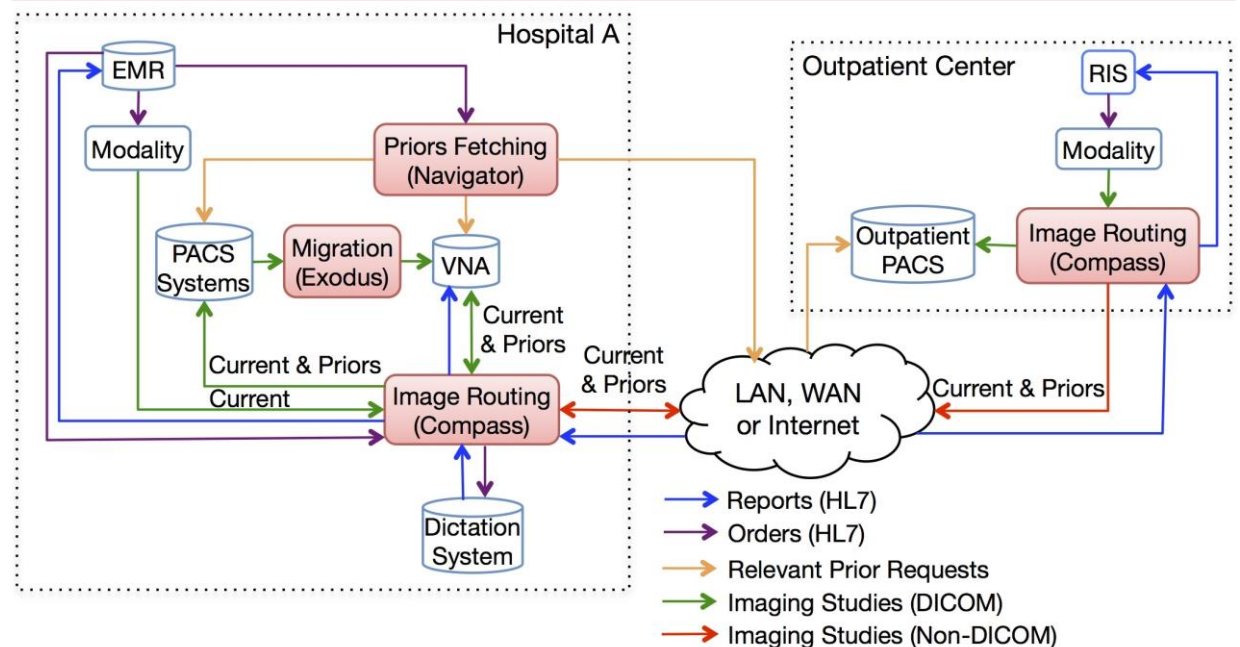 Hospital A
EMR
Modality
Priors Fetching
(Navigator)
PACS
Systems
Migration
(Exodus)
VNA
Current
& Priors
Current & Priors
Current
Image Routing
(Compass)
Dictation
System
Current
& Priors
LAN, WAN
or Internet
Outpatient Center
RIS
Modality
Outpatient
PACS
Image Routing
(Compass)
Current & Priors
Reports (HL7)
Orders (HL7)
Relevant Prior Requests
Imaging Studies (DICOM)
Imaging Studies (Non-DICOM)